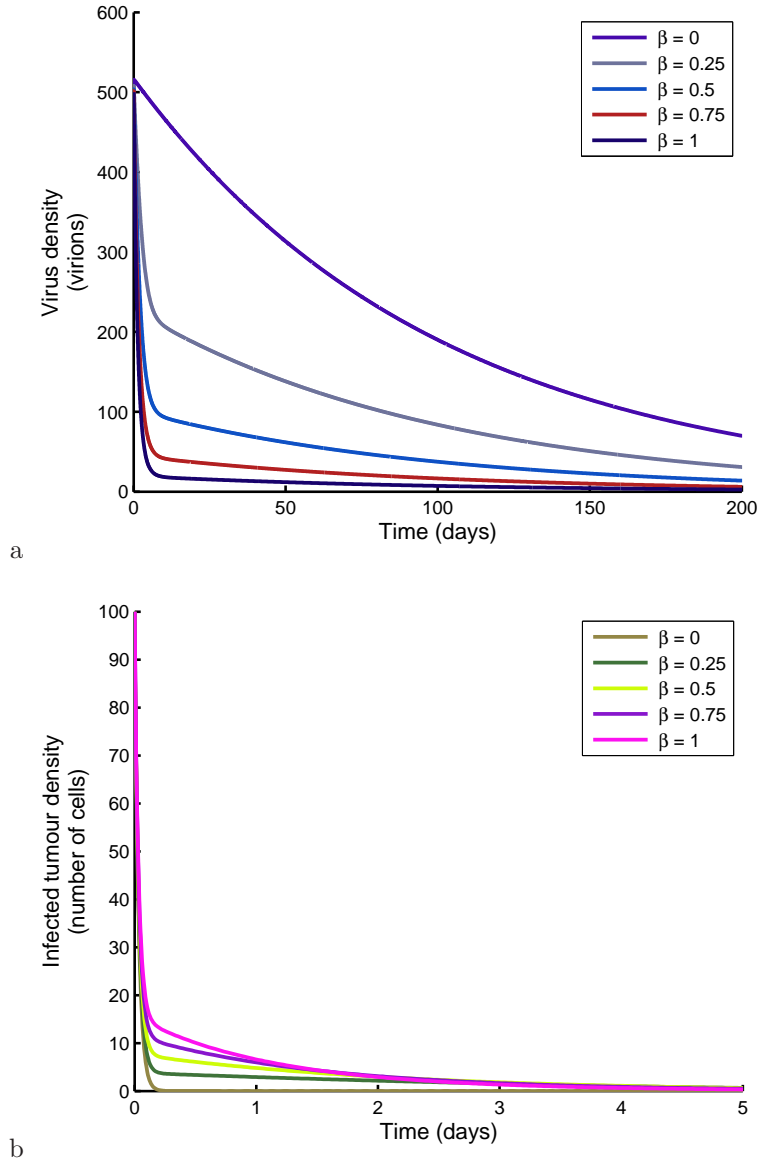 600
500
400
300
200
100
0
Virus density
(virions)
β = 0
β = 0.25
β = 0.5
β = 0.75
β = 1
0
50
100
150
200
Time (days)
a
100
90
80
70
60
50
40
30
20
10
0
Infected tumour density
(number of cells)
β = 0
β = 0.25
β = 0.5
β = 0.75
β = 1
0
1
2
3
4
5
Time (days)
b